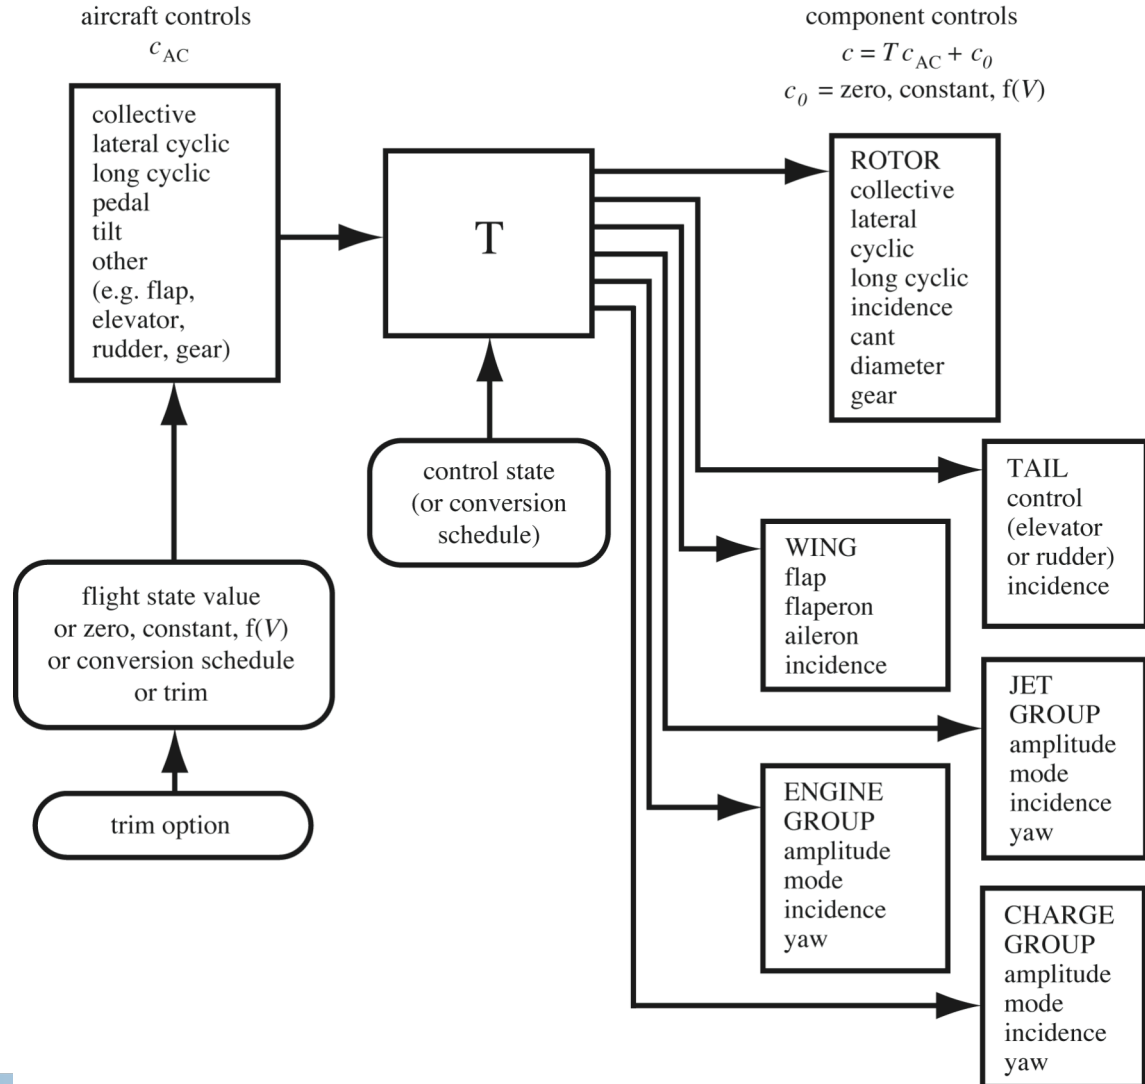 aircraft controls
c_AC
collective
lateral cyclic
long cyclic
pedal
tilt
other
(e.g. flap,
elevator,
rudder, gear)
flight state value
or zero, constant, f(V)
or conversion schedule
or trim
trim option
T
control state
(or conversion
schedule)
component controls
c = T c_AC + c_0
c_0 = zero, constant, f(V)
ROTOR
collective
lateral
cyclic
long cyclic
incidence
cant
diameter
gear
TAIL
control
(elevator
or rudder)
incidence
WING
flap
flaperon
aileron
incidence
JET
GROUP
amplitude
mode
incidence
yaw
ENGINE
GROUP
amplitude
mode
incidence
yaw
CHARGE
GROUP
amplitude
mode
incidence
yaw